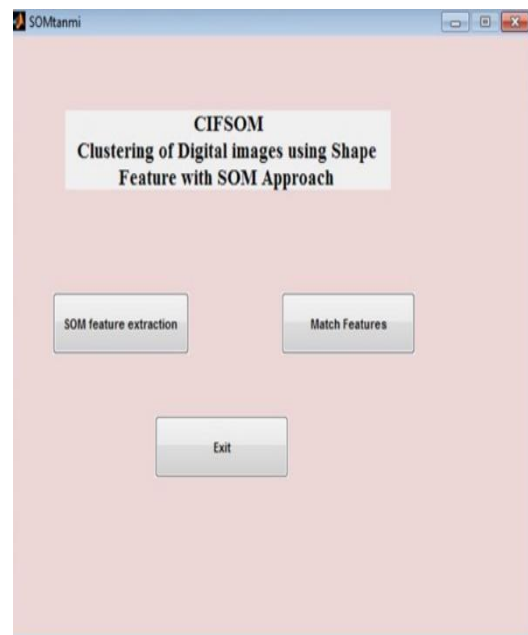 SOMtanmi
CIFSOM
Clustering of Digital images using Shape
Feature with SOM Approach
SOM feature extraction
Match Features
Exit